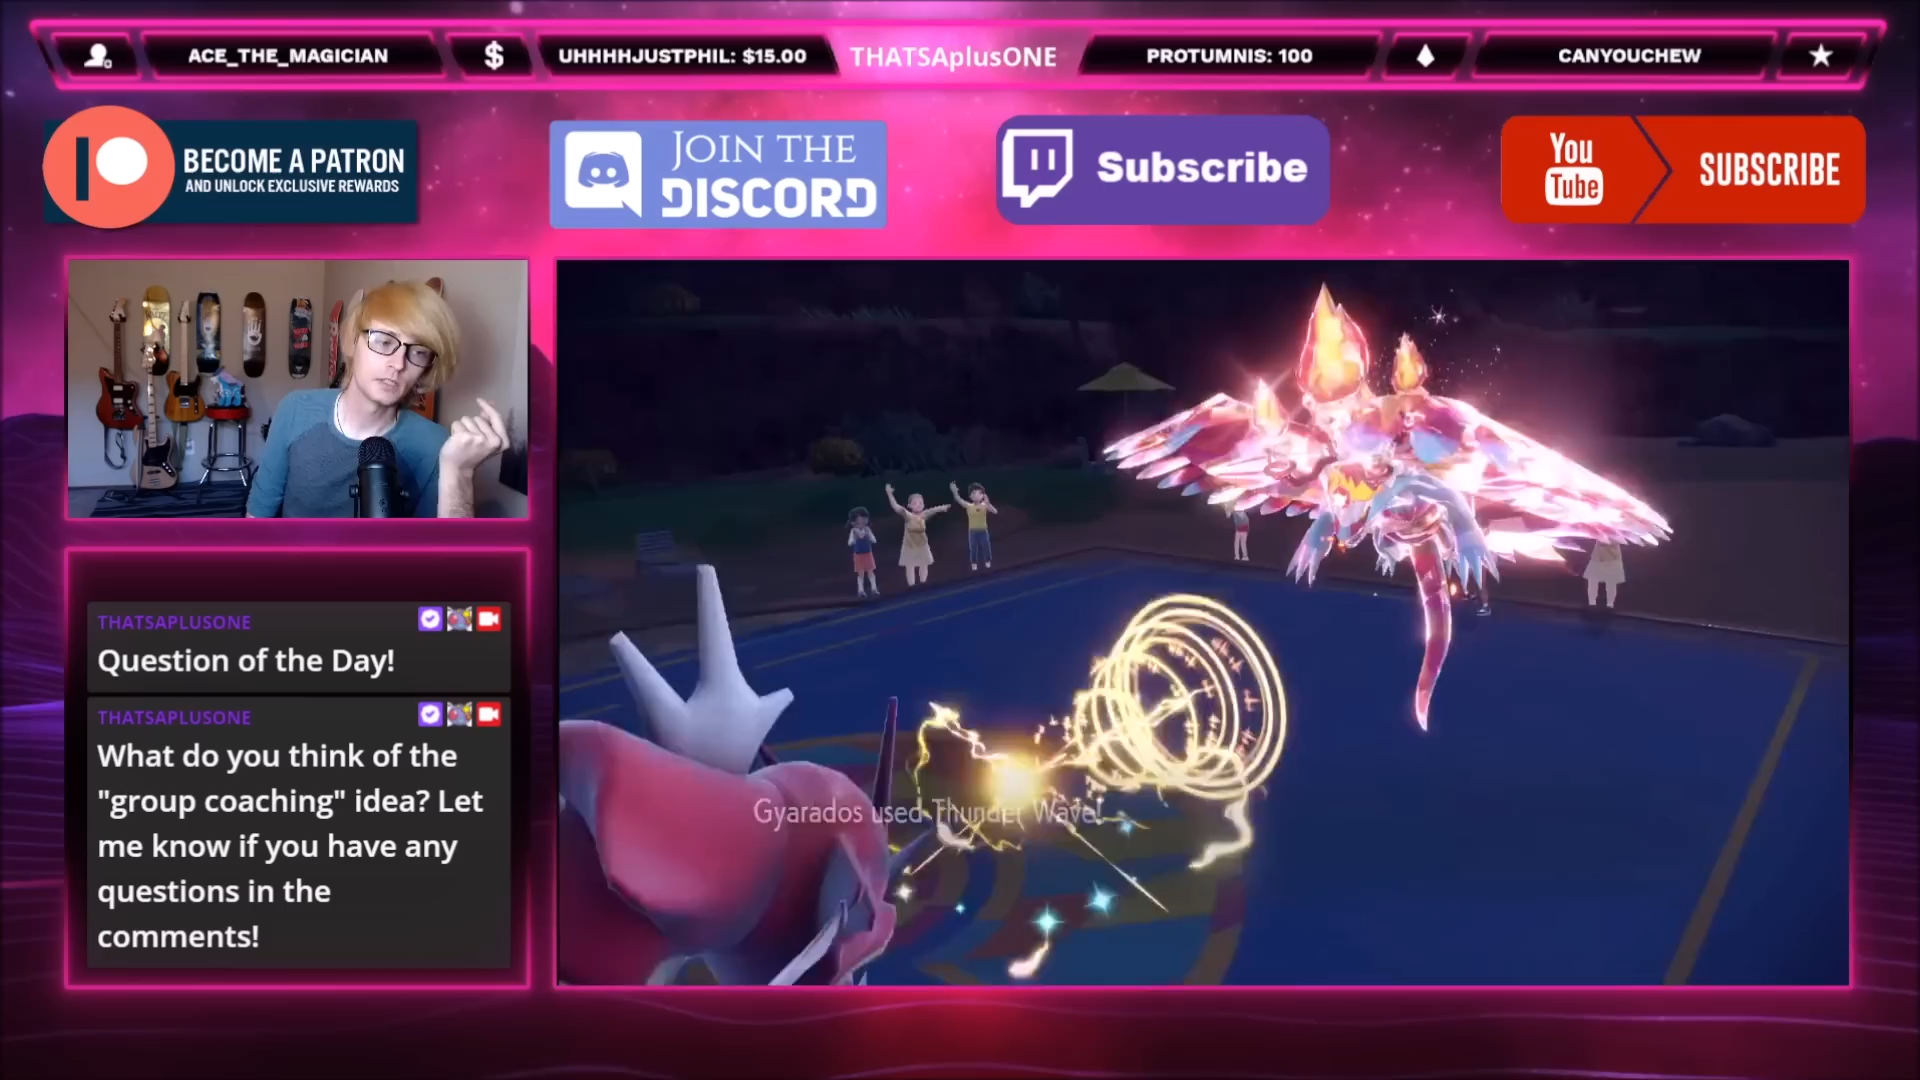 ACE_THE_MAGICIAN
$
UHHHHJUSTPHIL: $15.00
THATSAplusONE
PROTUMNIS: 100
CANYOUCHEW
BECOME A PATRON
AND UNLOCK EXCLUSIVE REWARDS
JOIN THE
DISCORD
Subscribe
You
Tube
SUBSCRIBE
THATSAPLUSONE
Question of the Day!
THATSAPLUSONE
What do you think of the
"group coaching" idea? Let
me know if you have any
questions in the
comments!
Gyarados used Thunder Wave!